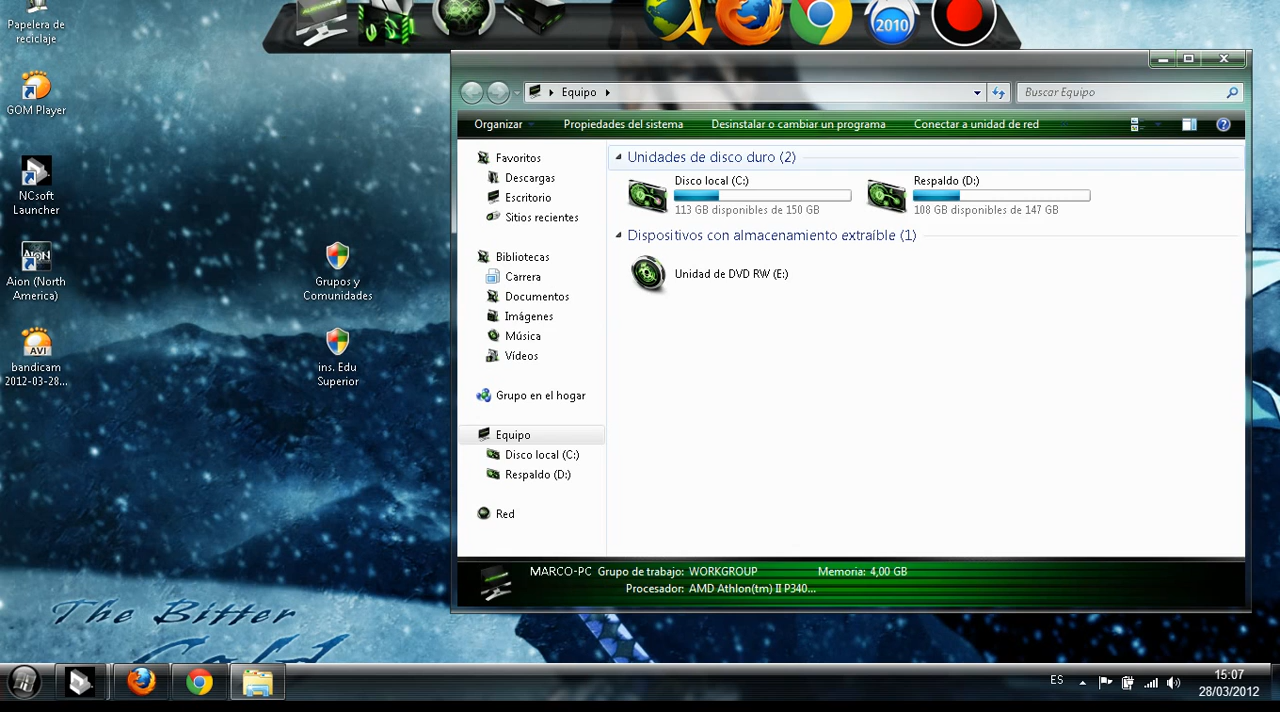 Papelera de
reciclaje
GOM Player
NCsoft
Launcher
AION
Aion (North
America)
AVI
bandicam
2012-03-28...
Grupos y
Comunidades
ins. Edu
Superior
2010
Equipo
Buscar Equipo
Organizar
Propiedades del sistema
Desinstalar o cambiar un programa
Conectar a unidad de red
Favoritos
Descargas
Escritorio
Sitios recientes
Bibliotecas
Carrera
Documentos
Imágenes
Música
Vídeos
Grupo en el hogar
Equipo
Disco local (C:)
Respaldo (D:)
Red
Unidades de disco duro (2)
Disco local (C:)
113 GB disponibles de 150 GB
Respaldo (D:)
108 GB disponibles de 147 GB
Dispositivos con almacenamiento extraíble (1)
Unidad de DVD RW (E:)
MARCO-PC Grupo de trabajo: WORKGROUP Memoria: 4,00 GB
Procesador: AMD Athlon(tm) II P340...
The Bitter
Cold
ES
15:07
28/03/2012